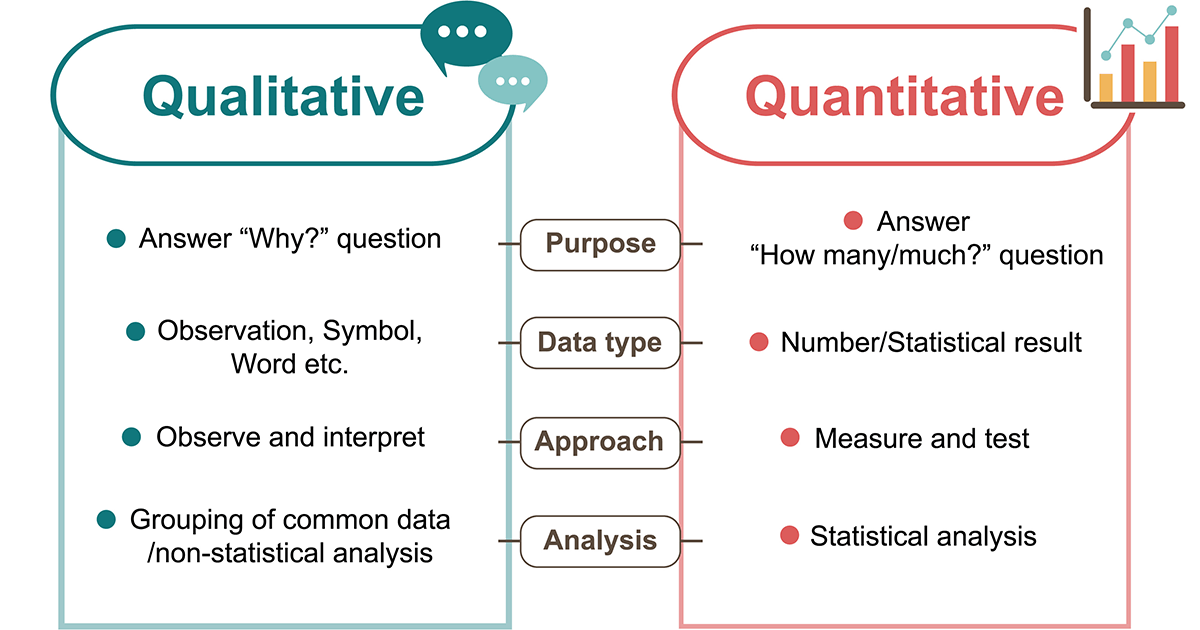 Qualitative
Quantitative
Answer “Why?” question
Purpose
Answer
“How many/much?” question
Observation, Symbol,
Word etc.
Data type
Number/Statistical result
Observe and interpret
Approach
Measure and test
Grouping of common data
/non-statistical analysis
Analysis
Statistical analysis